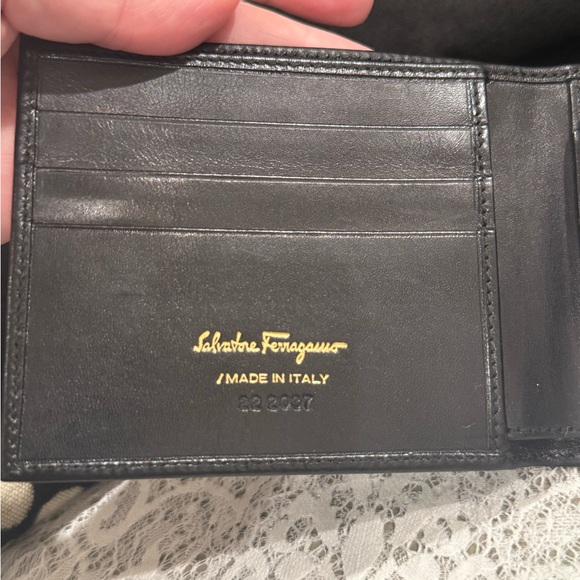 Salvatore Ferragamo
/MADE IN ITALY
22 2037